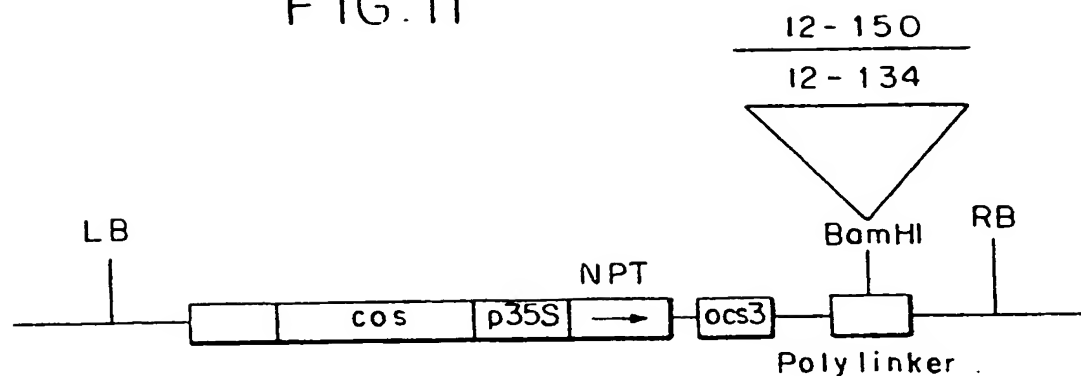 FIG.11
12-150
12-134
LB
BamHI
RB
NPT
cos
p35S
ocs3
Polylinker